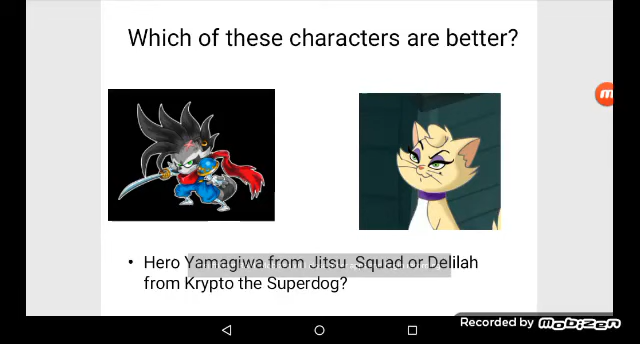 Which of these characters are better?
• Hero Yamagiwa from Jitsu Squad or Delilah
from Krypto the Superdog?
M
Recorded by MOBIZEN